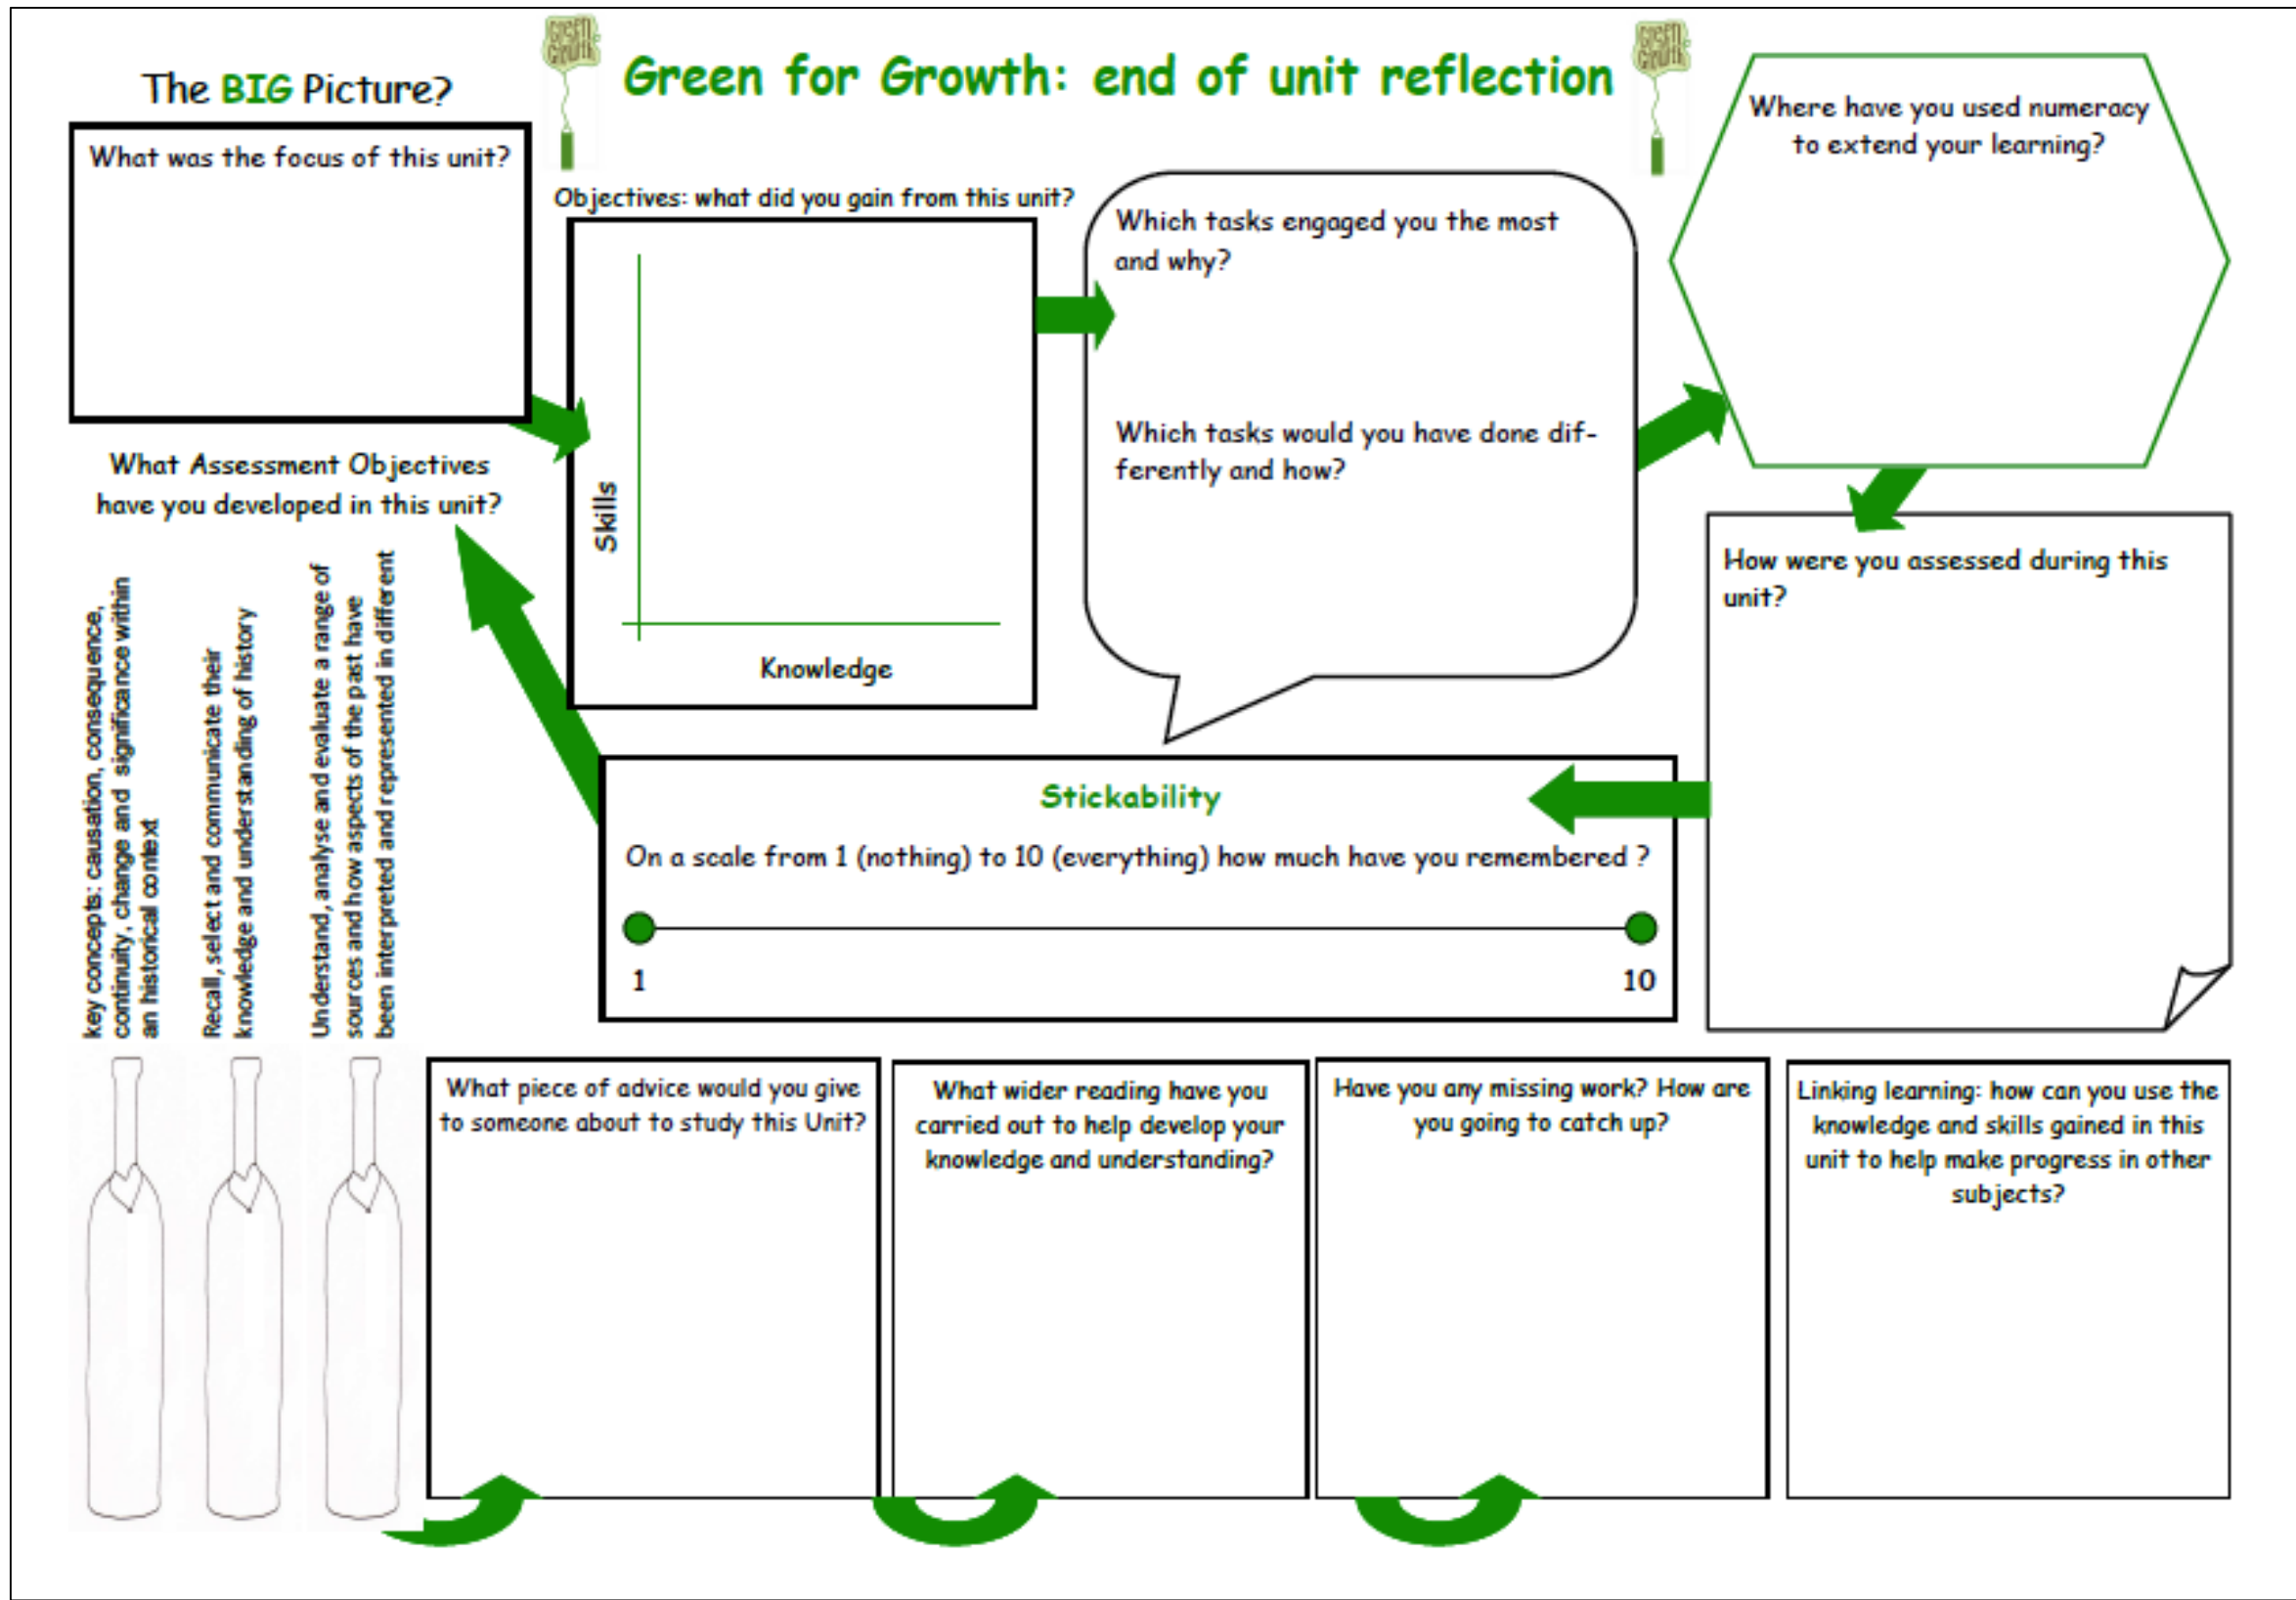 Green for Growth: end of unit reflection
Green
Growth
Green
Growth
The BIG Picture?
What was the focus of this unit?
Objectives: what did you gain from this unit?
Skills
Knowledge
Which tasks engaged you the most
and why?
Which tasks would you have done dif-
ferently and how?
Where have you used numeracy
to extend your learning?
How were you assessed during this
unit?
Stickability
On a scale from 1 (nothing) to 10 (everything) how much have you remembered ?
1
10
What Assessment Objectives
have you developed in this unit?
key concepts: causation, consequence,
continuity, change and significance within
an historical context
Recall, select and communicate their
knowledge and understanding of history
Understand, analyse and evaluate a range of
sources and how aspects of the past have
been interpreted and represented in different
What piece of advice would you give
to someone about to study this Unit?
What wider reading have you
carried out to help develop your
knowledge and understanding?
Have you any missing work? How are
you going to catch up?
Linking learning: how can you use the
knowledge and skills gained in this
unit to help make progress in other
subjects?